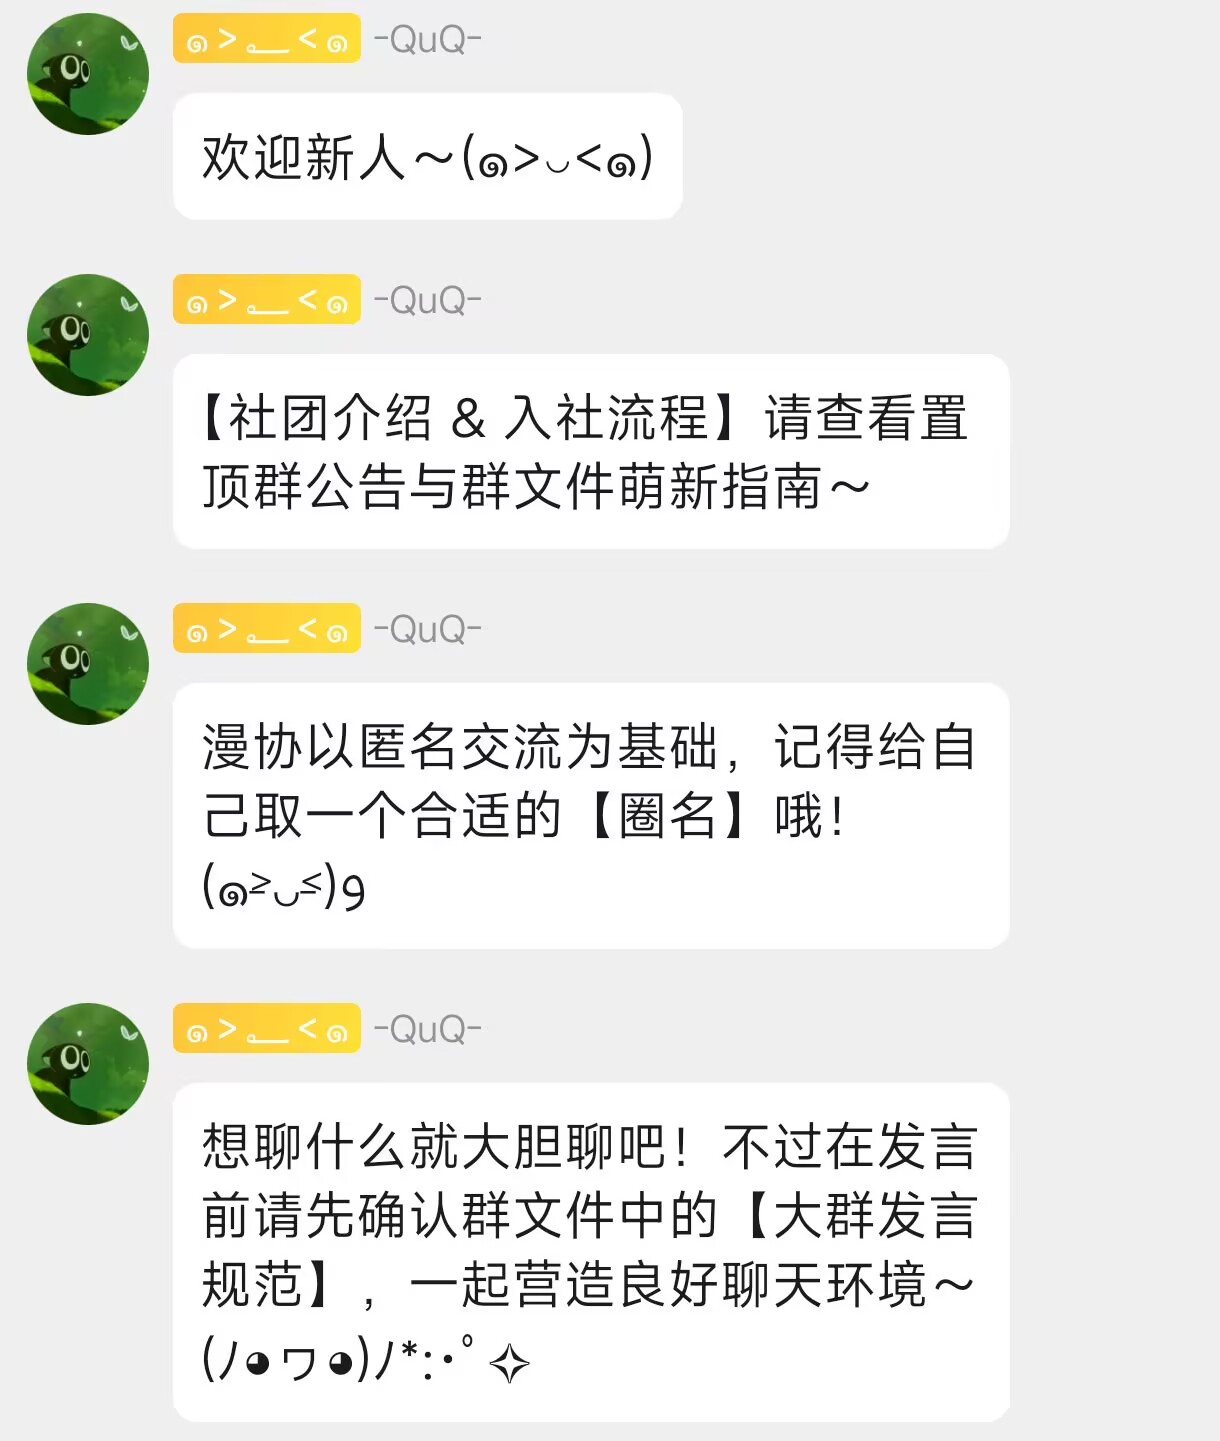 ๑ > ؂ < ๑ -QuQ-
欢迎新人～(๑>◡<๑)
๑ > ؂ < ๑ -QuQ-
【社团介绍 & 入社流程】请查看置
顶群公告与群文件萌新指南～
๑ > ؂ < ๑ -QuQ-
漫协以匿名交流为基础，记得给自
己取一个合适的【圈名】哦！
(๑˃̵◡˂̵)و
๑ > ؂ < ๑ -QuQ-
想聊什么就大胆聊吧！不过在发言
前请先确认群文件中的【大群发言
规范】，一起营造良好聊天环境～
(ﾉ◕ヮ◕)ﾉ*:･ﾟ✧